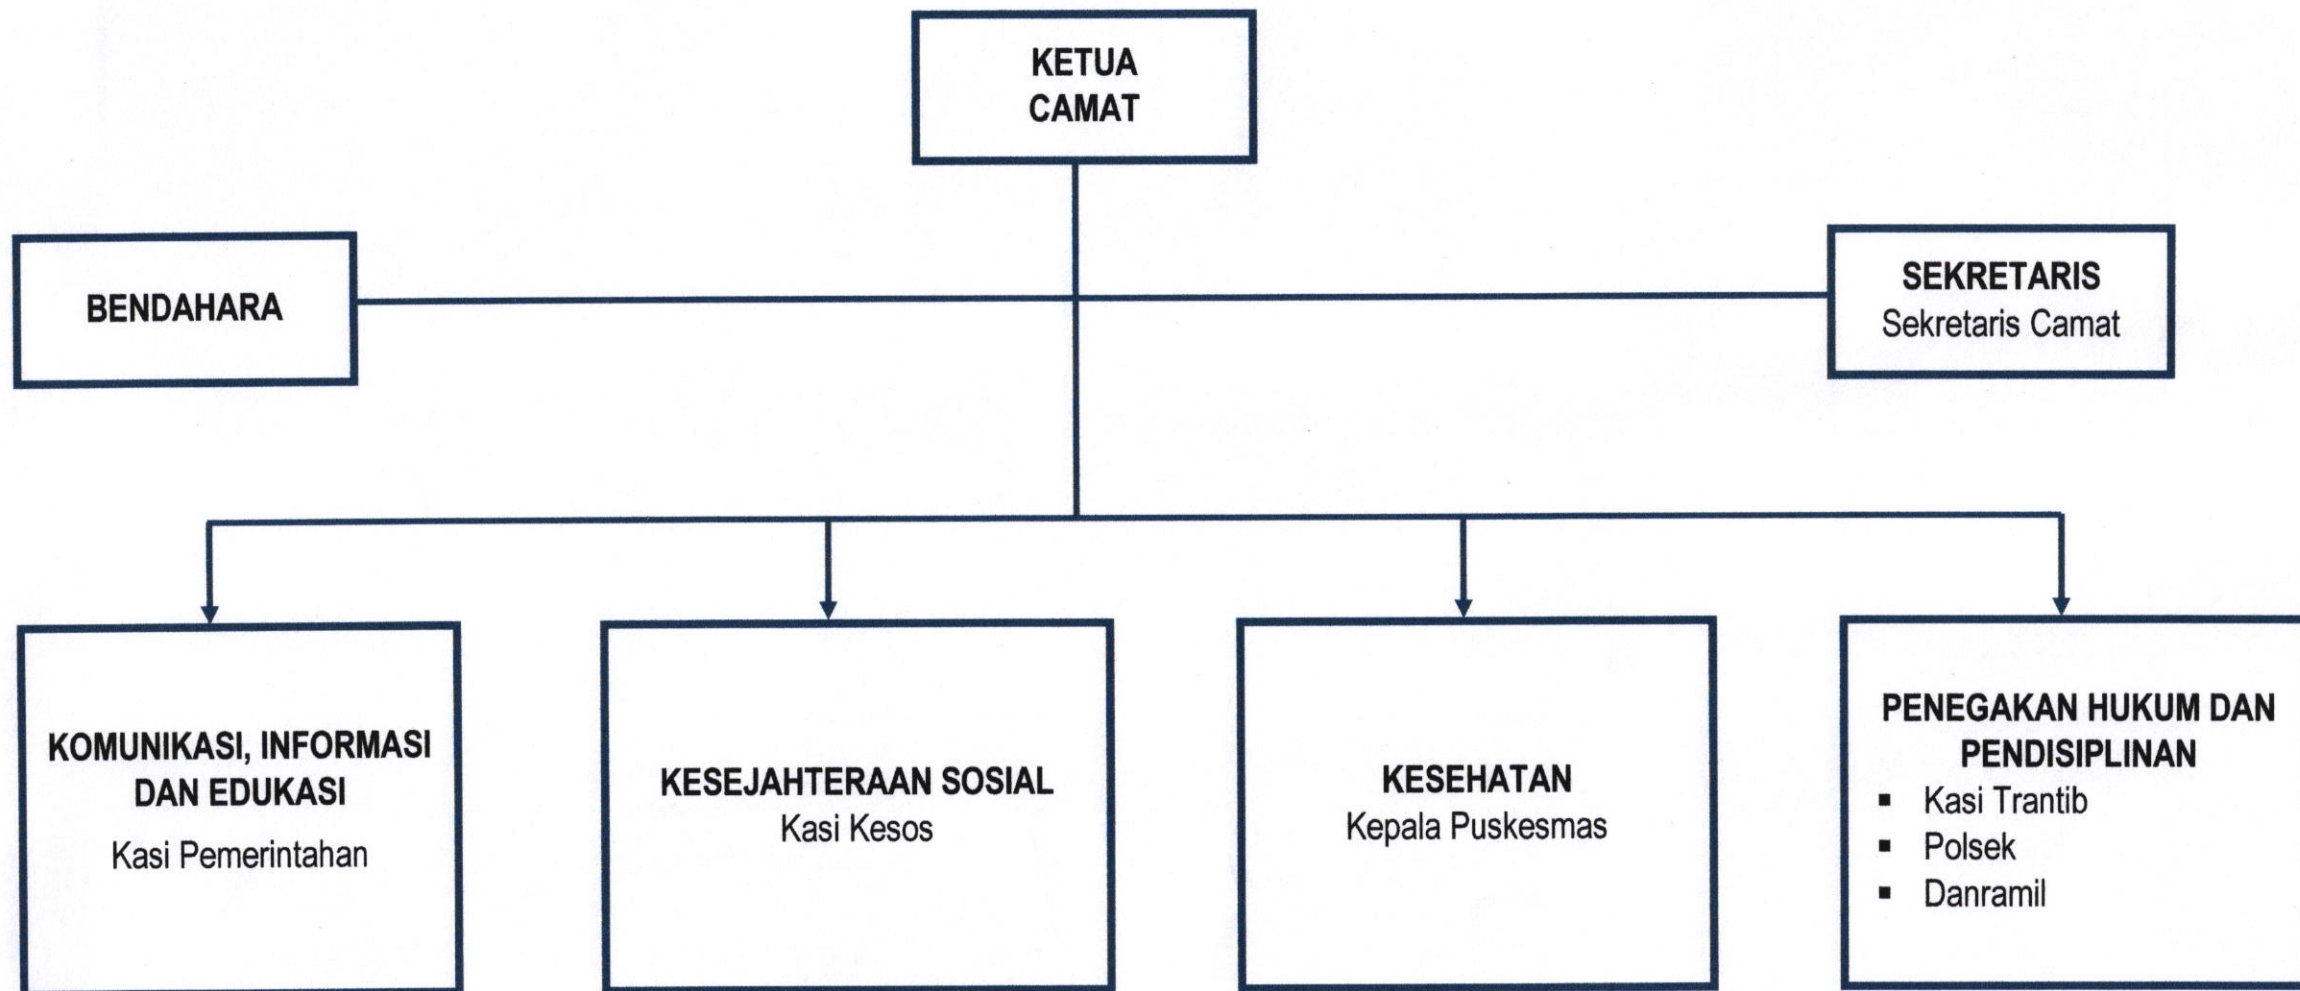 KETUA
CAMAT
BENDAHARA
SEKRETARIS
Sekretaris Camat
KOMUNIKASI, INFORMASI
DAN EDUKASI
Kasi Pemerintahan
KESEJAHTERAAN SOSIAL
Kasi Kesos
KESEHATAN
Kepala Puskesmas
PENEGAKAN HUKUM DAN
PENDISIPLINAN
▪ Kasi Trantib
▪ Polsek
▪ Danramil